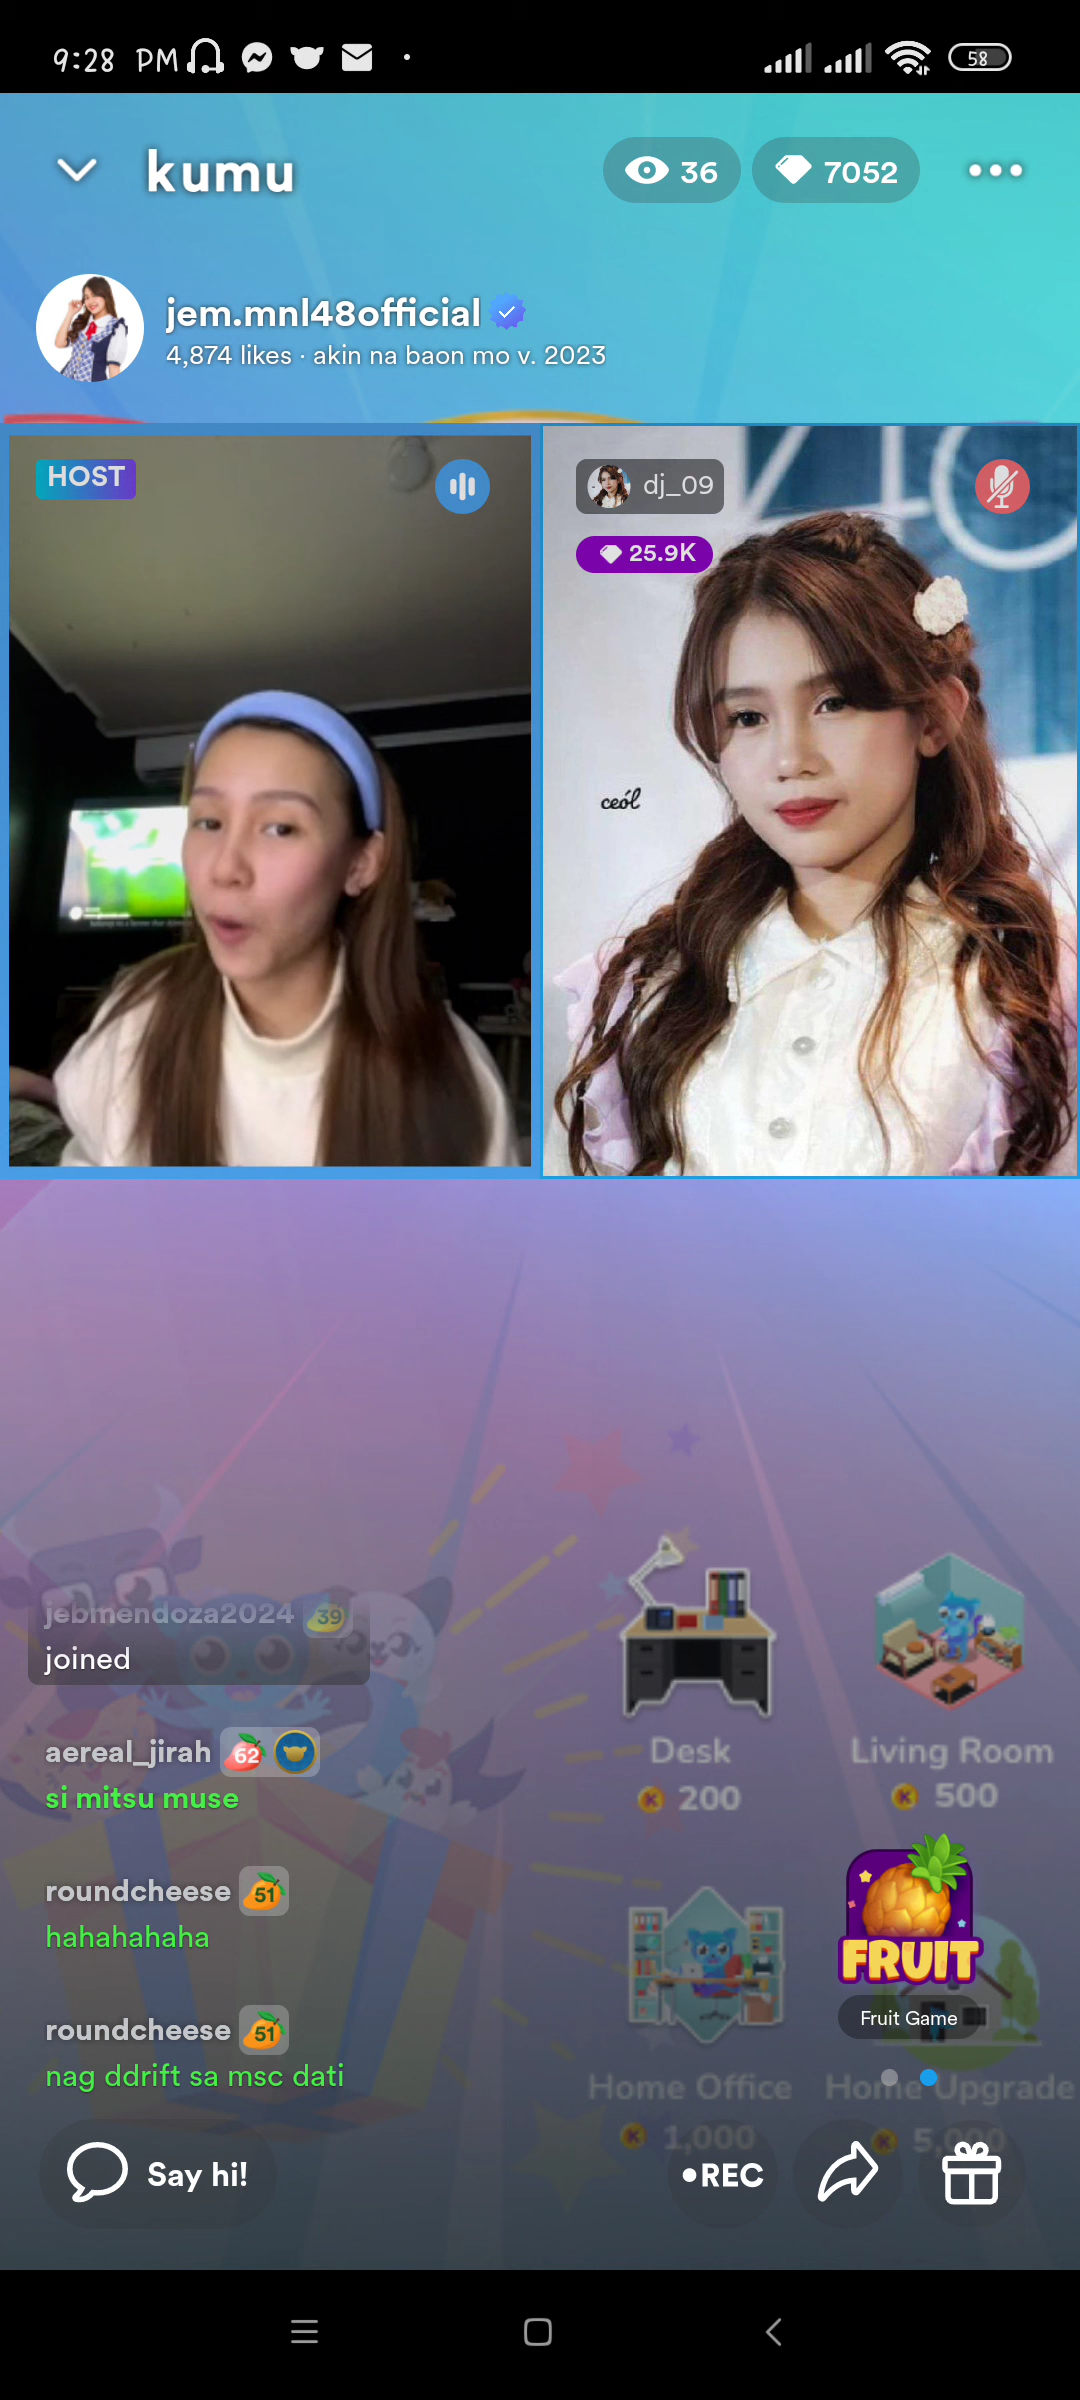 9:28 PM
58
kumu
36
7052
jem.mnl48official
4,874 likes · akin na baon mo v. 2023
HOST
dj_09
25.9K
ceól
jebmendoza2024 39
joined
aereal_jirah 62
si mitsu muse
roundcheese 51
hahahahaha
roundcheese 51
nag ddrift sa msc dati
Desk
200
Living Room
500
FRUIT
Fruit Game
Home Office
1,000
Home Upgrade
5,000
Say hi!
•REC